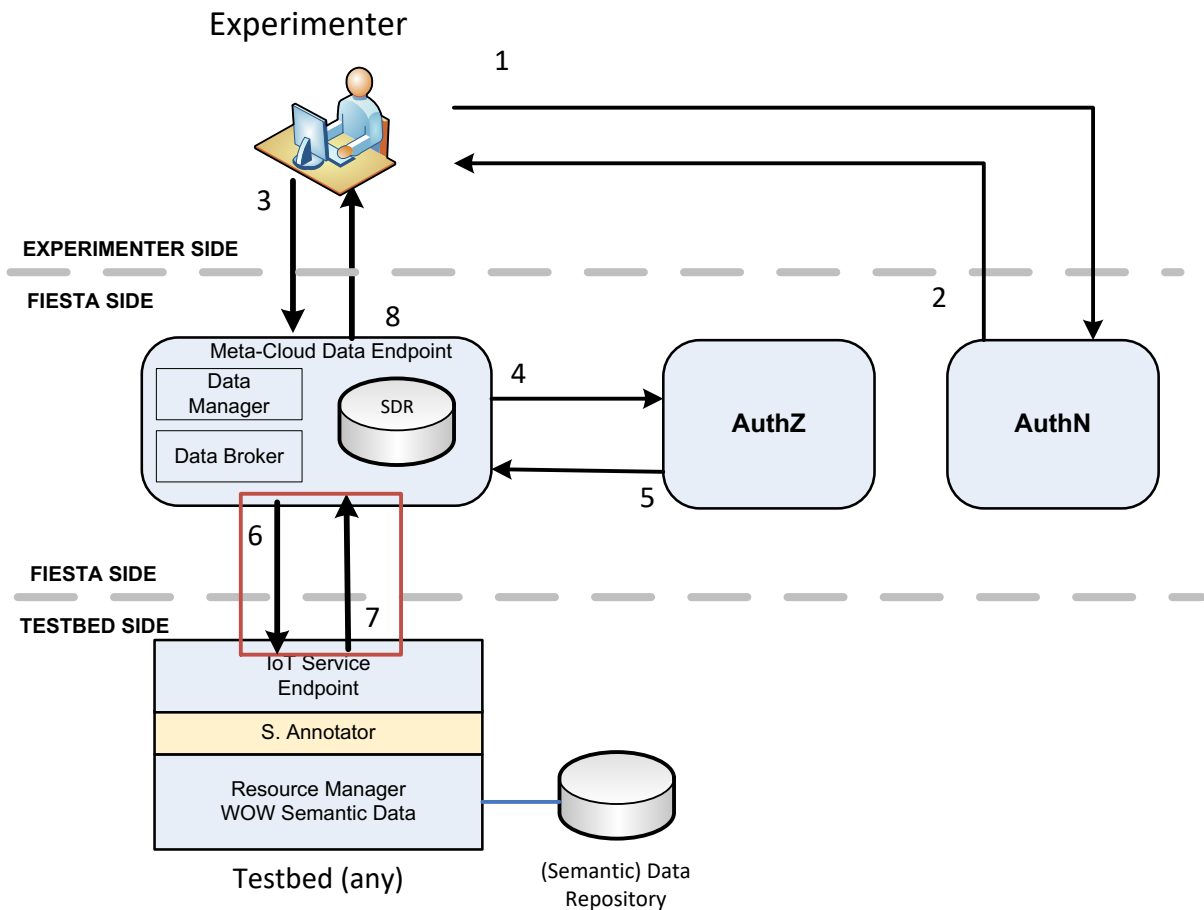 Experimenter
1
3
EXPERIMENTER SIDE
FIESTA SIDE
2
8
Meta-Cloud Data Endpoint
Data
Manager
SDR
Data Broker
4
AuthZ
AuthN
5
6
FIESTA SIDE
TESTBED SIDE
7
IoT Service
Endpoint
S. Annotator
Resource Manager
WOW Semantic Data
Testbed (any)
(Semantic) Data
Repository